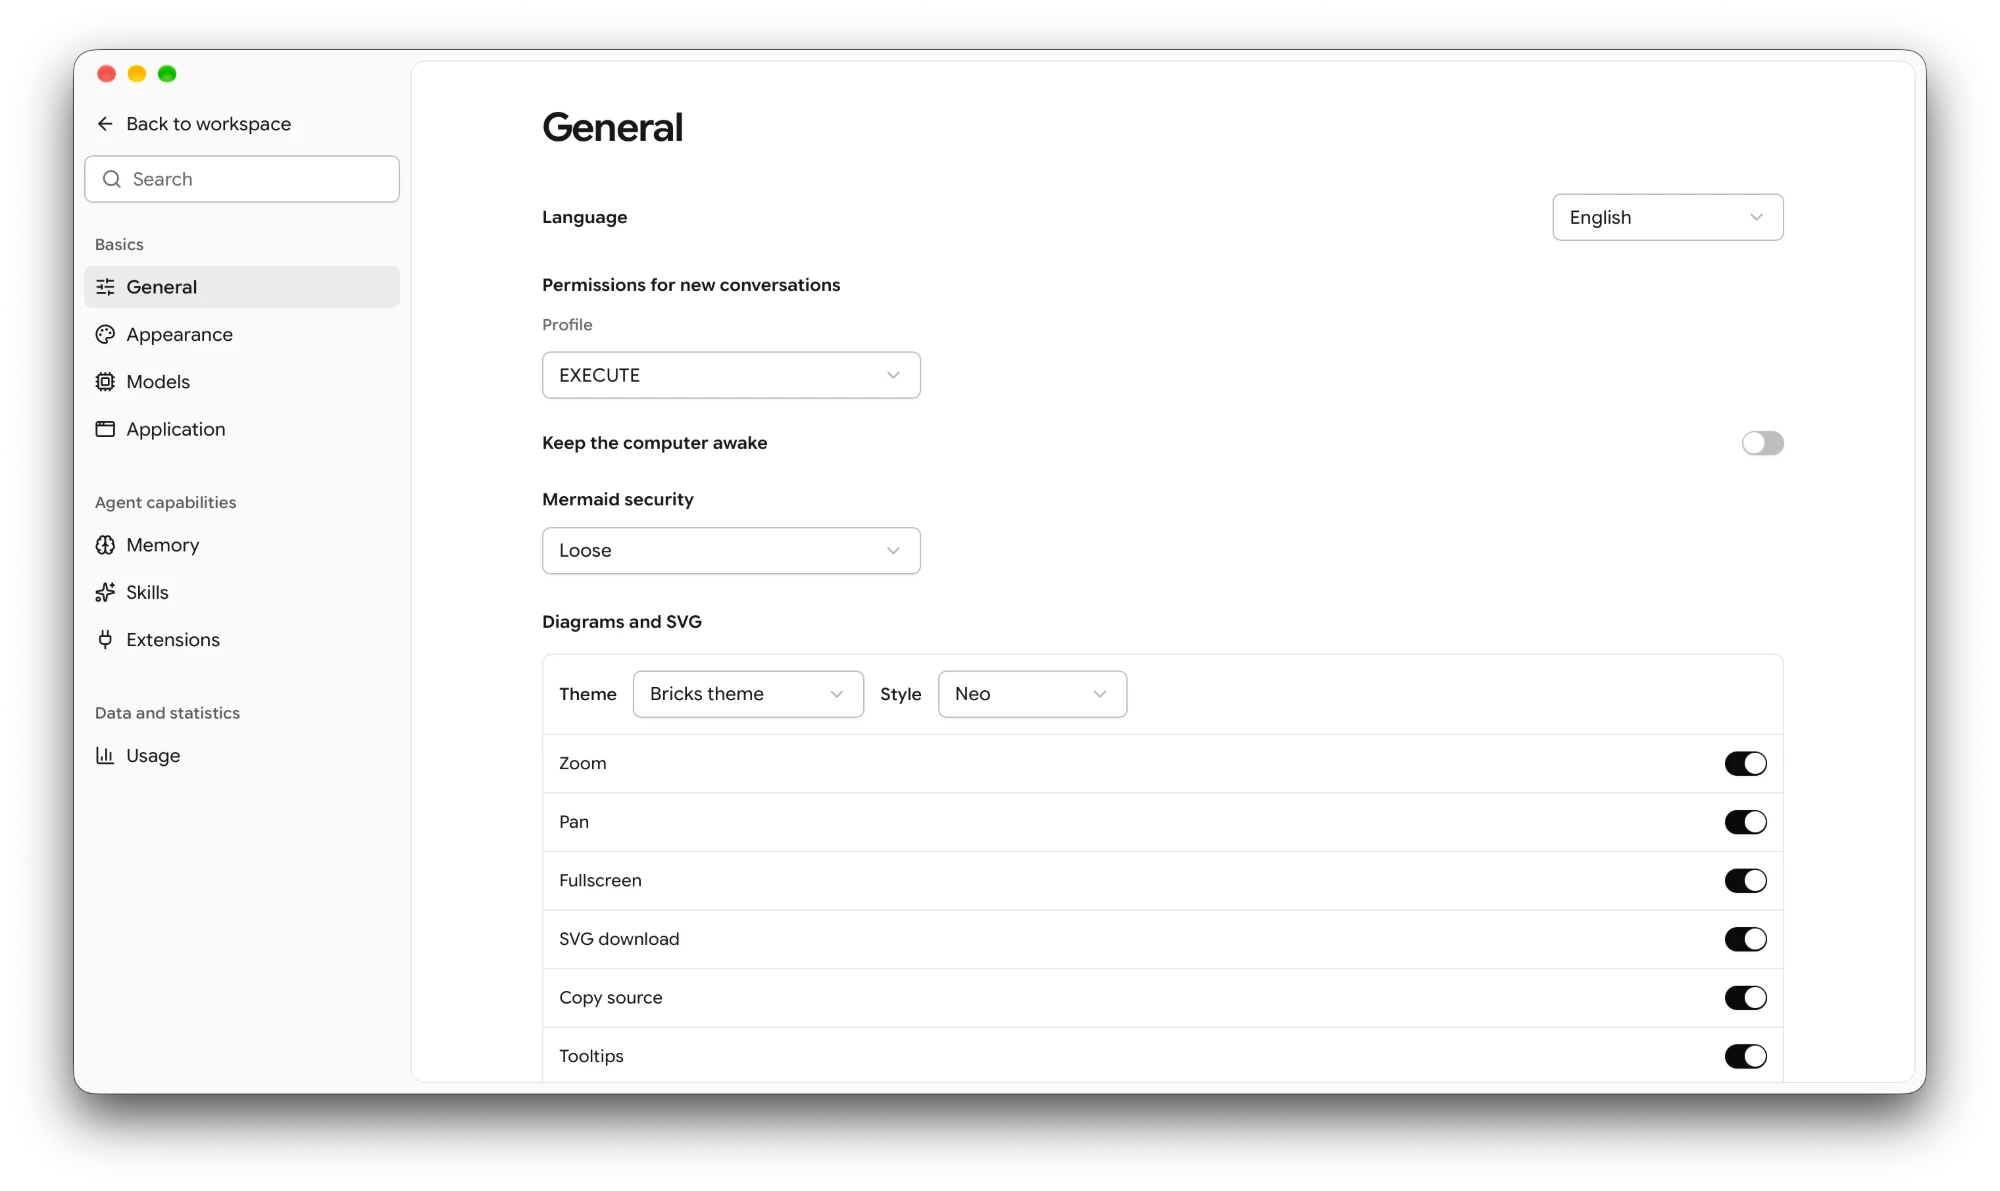 Back to workspace
Search
Basics
General
Appearance
Models
Application
Agent capabilities
Memory
Skills
Extensions
Data and statistics
Usage
General
Language
English
Permissions for new conversations
Profile
EXECUTE
Keep the computer awake
Mermaid security
Loose
Diagrams and SVG
Theme Bricks theme Style Neo
Zoom
Pan
Fullscreen
SVG download
Copy source
Tooltips